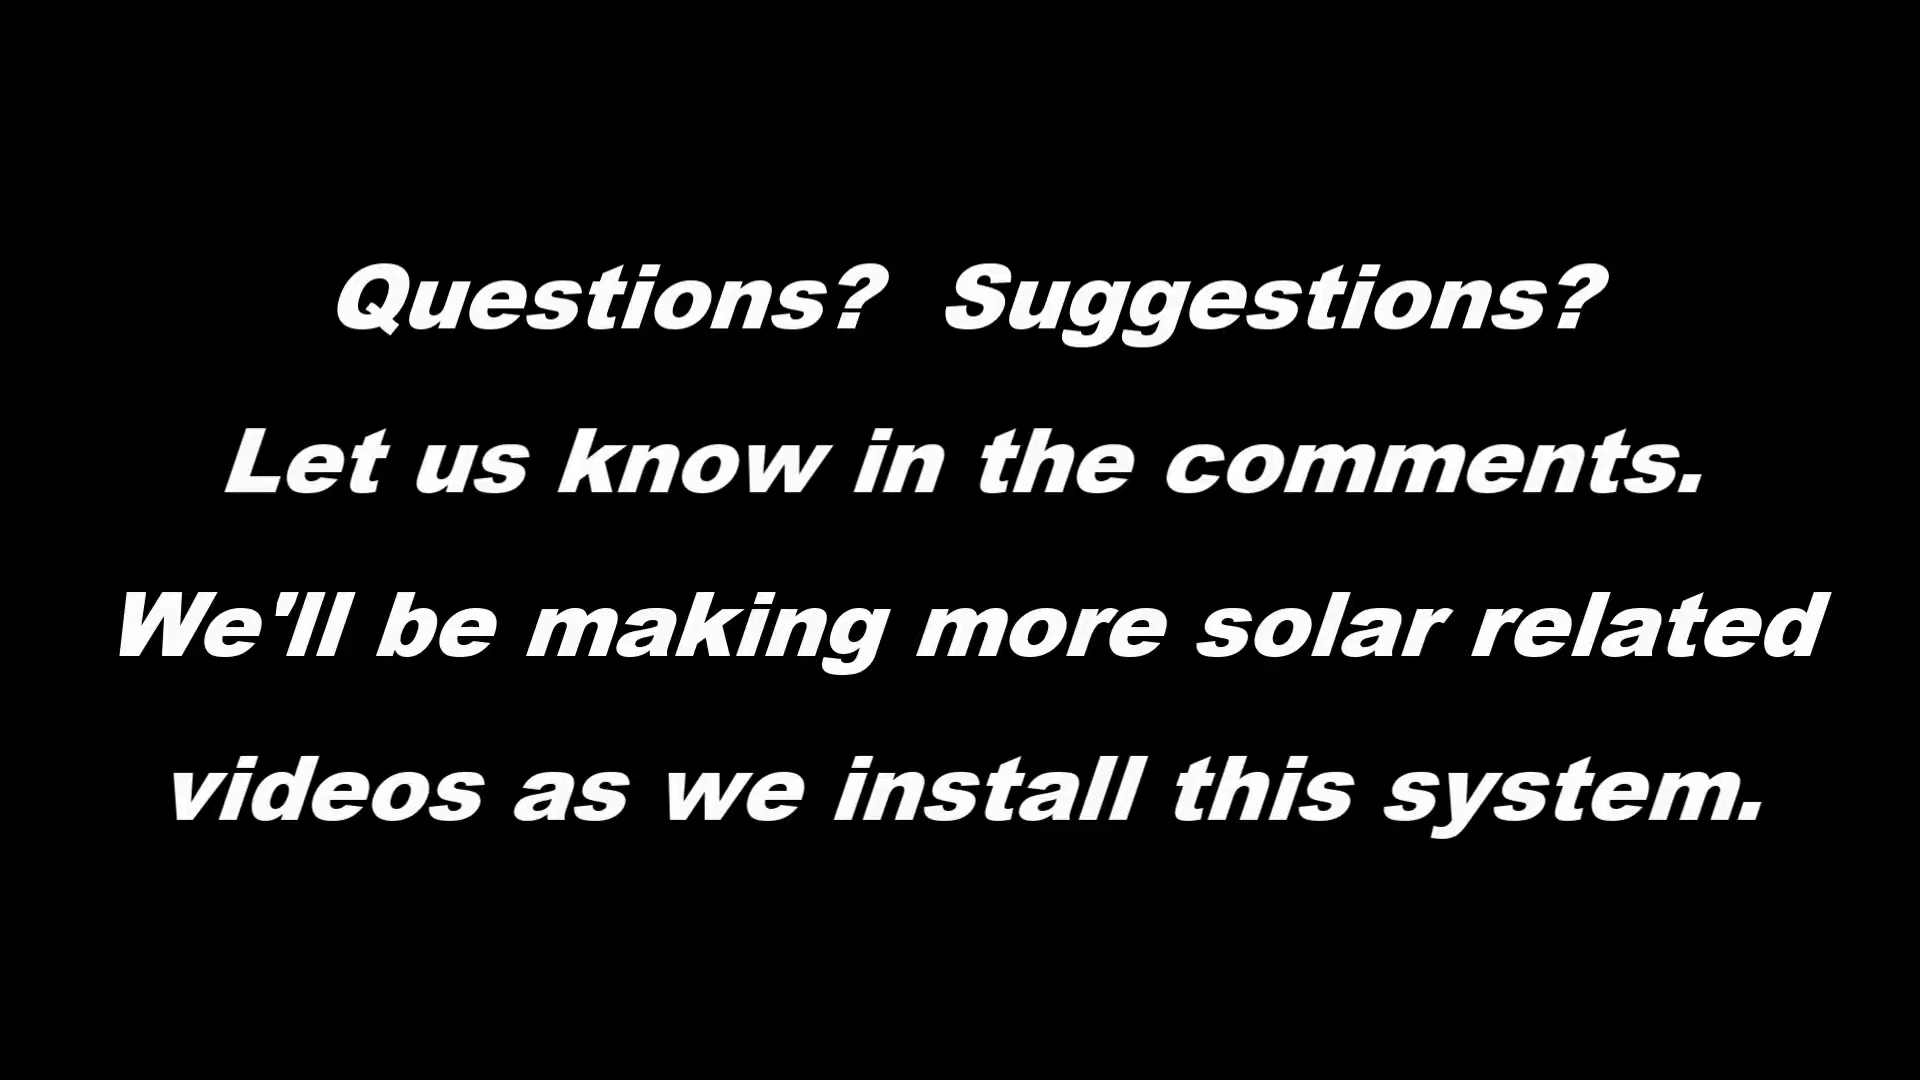 Questions?  Suggestions?
Let us know in the comments.
We'll be making more solar related
videos as we install this system.